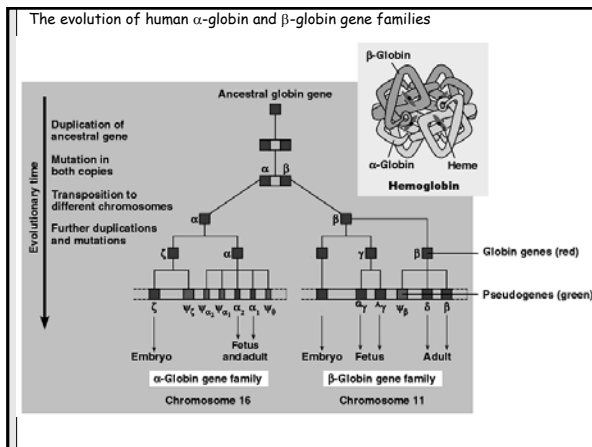 The evolution of human α-globin and β-globin gene families
β-Globin
α-Globin
Heme
Hemoglobin
Ancestral globin gene
Evolutionary time
Duplication of
ancestral gene
Mutation in
both copies
Transposition to
different chromosomes
Further duplications
and mutations
α β
α β
ζ α γ β
Globin genes (red)
Pseudogenes (green)
ζ ψζ ψα2 ψα1 α2 α1 ψθ Gγ Aγ ψβ δ β
Embryo
Fetus
and adult
Embryo Fetus Adult
α-Globin gene family β-Globin gene family
Chromosome 16 Chromosome 11